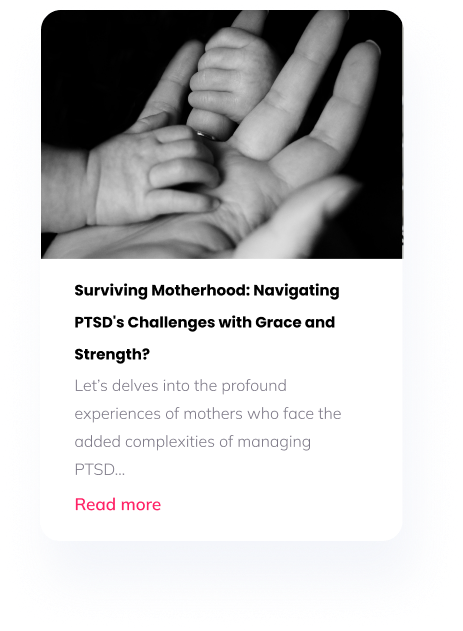 Surviving Motherhood: Navigating
PTSD's Challenges with Grace and
Strength?
Let’s delves into the profound
experiences of mothers who face the
added complexities of managing
PTSD...
Read more